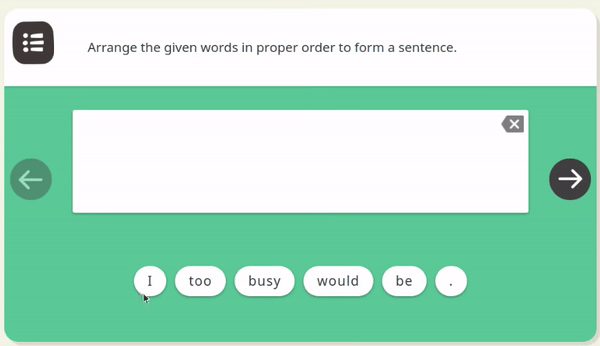 Arrange the given words in proper order to form a sentence.
I too busy would be .